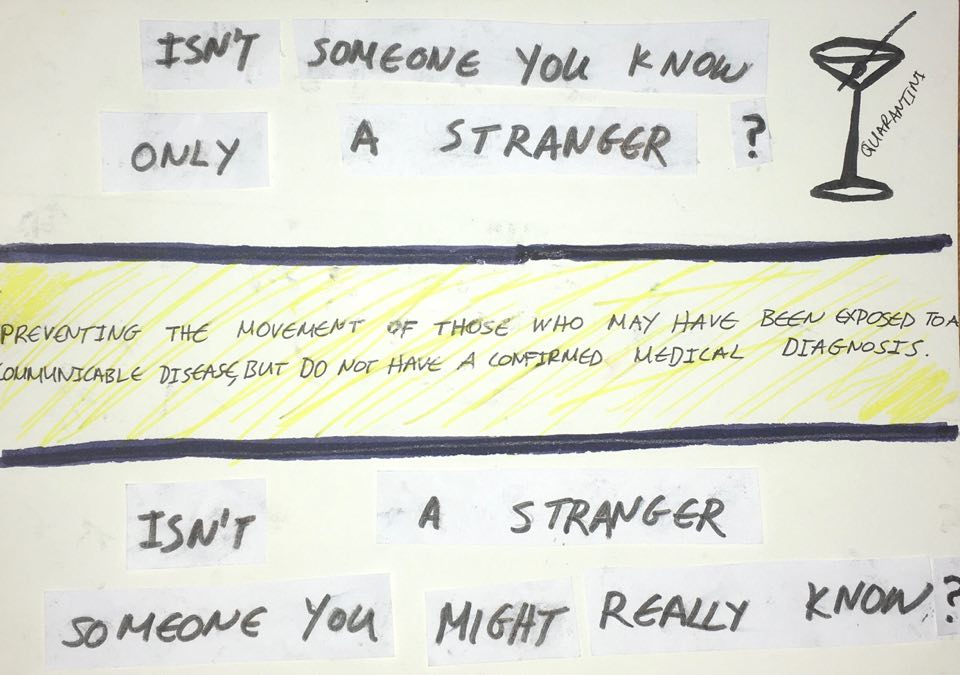 ISN'T SOMEONE YOU KNOW
ONLY A STRANGER ?
QUARANTINI
PREVENTING THE MOVEMENT OF THOSE WHO MAY HAVE BEEN EXPOSED TO A
COMMUNICABLE DISEASE, BUT DO NOT HAVE A CONFIRMED MEDICAL DIAGNOSIS.
ISN'T A STRANGER
SOMEONE YOU MIGHT REALLY KNOW ?